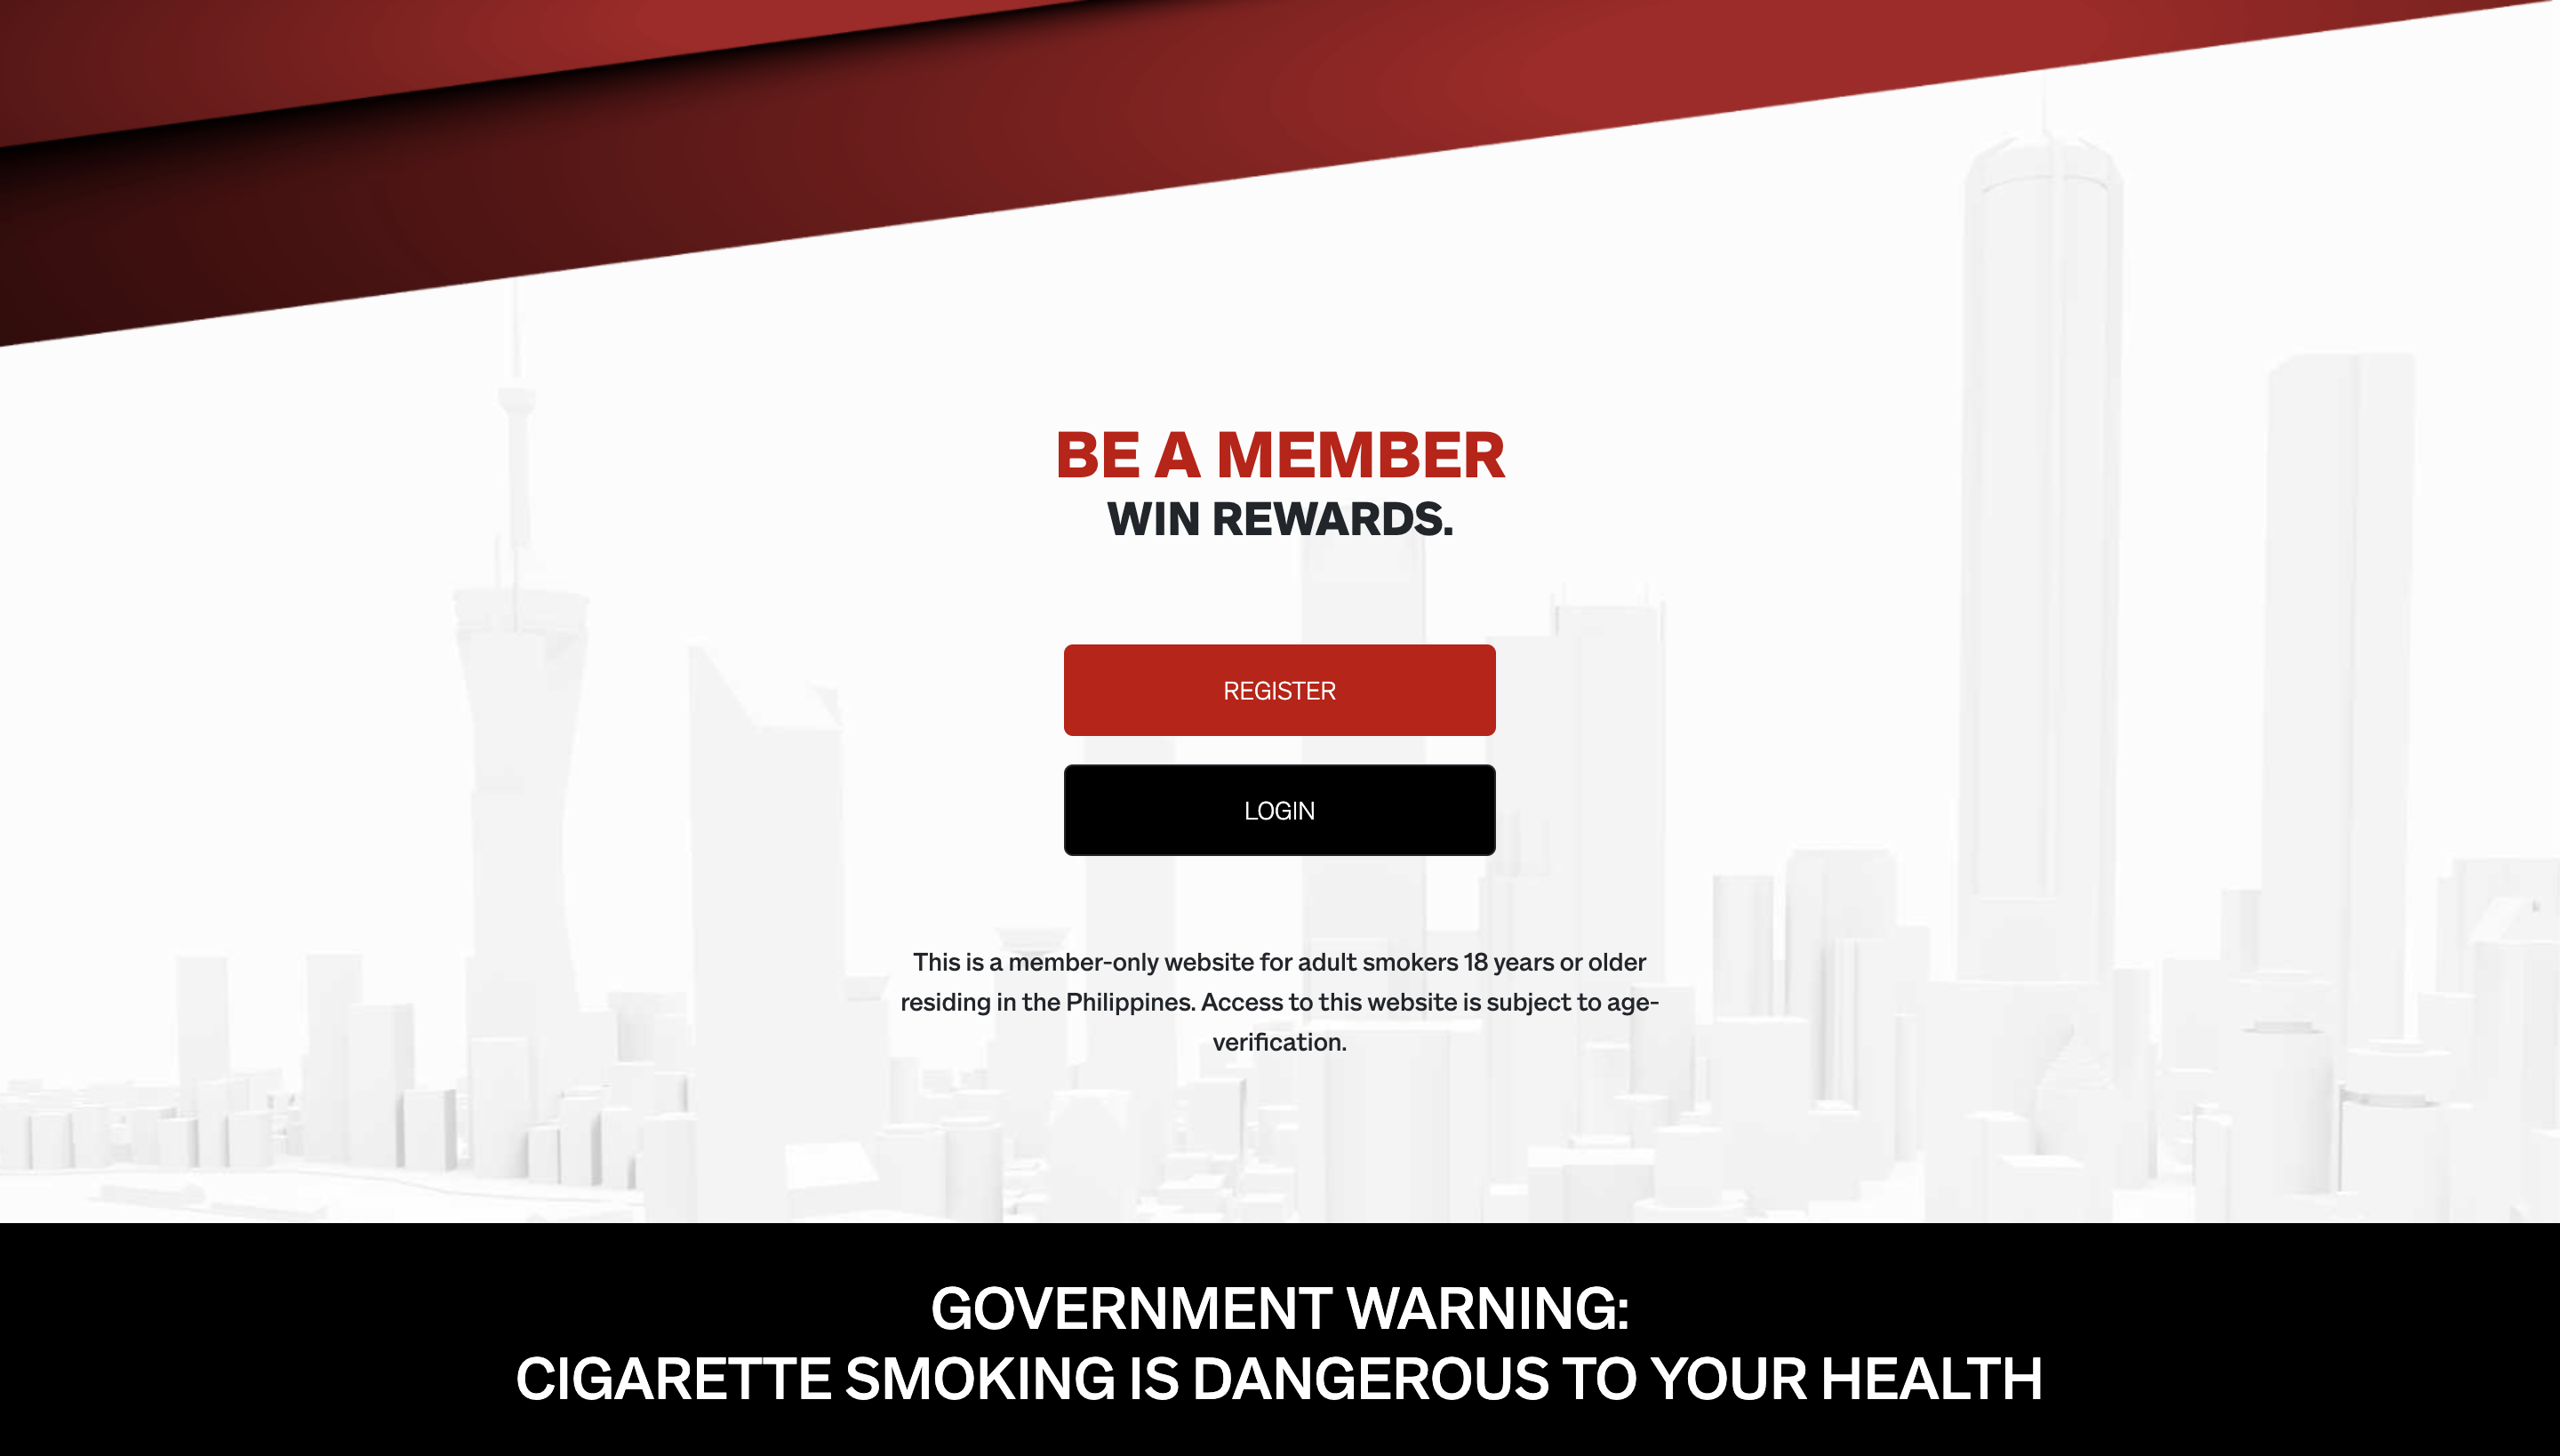 BE A MEMBER
WIN REWARDS.
REGISTER
LOGIN
This is a member-only website for adult smokers 18 years or older
residing in the Philippines. Access to this website is subject to age-
verification.
GOVERNMENT WARNING:
CIGARETTE SMOKING IS DANGEROUS TO YOUR HEALTH